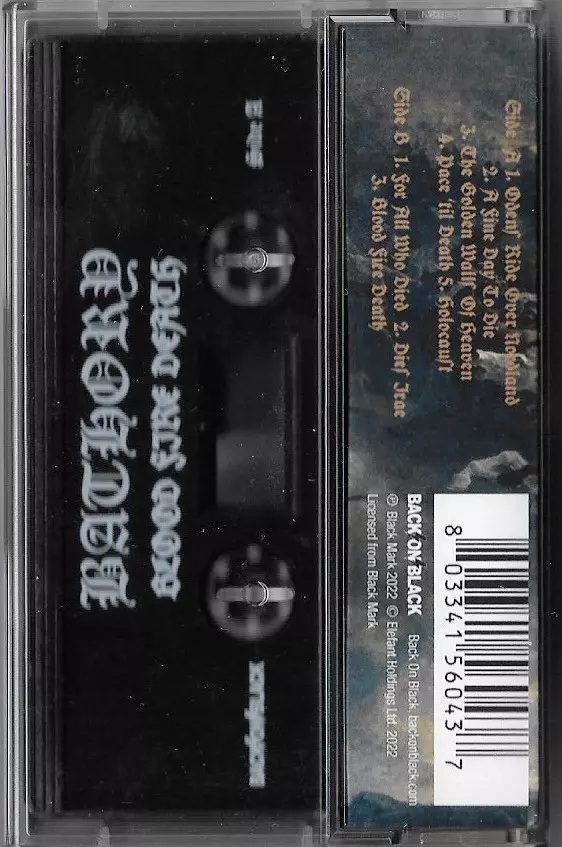 Side A 1. Odens Ride Over Nordland
2. A Fine Day To Die
3. The Golden Walls Of Heaven
4. Pace 'til Death 5. Holocaust
Side B 1. For All Who Died 2. Dies Irae
3. Blood Fire Death
BACK ON BLACK Back On Black. backonblack.com
℗ Black Mark 2022 © Elefant Holdings Ltd. 2022
Licensed from Black Mark
8 03341 56043 7
BATHORY
BLOOD FIRE DEATH